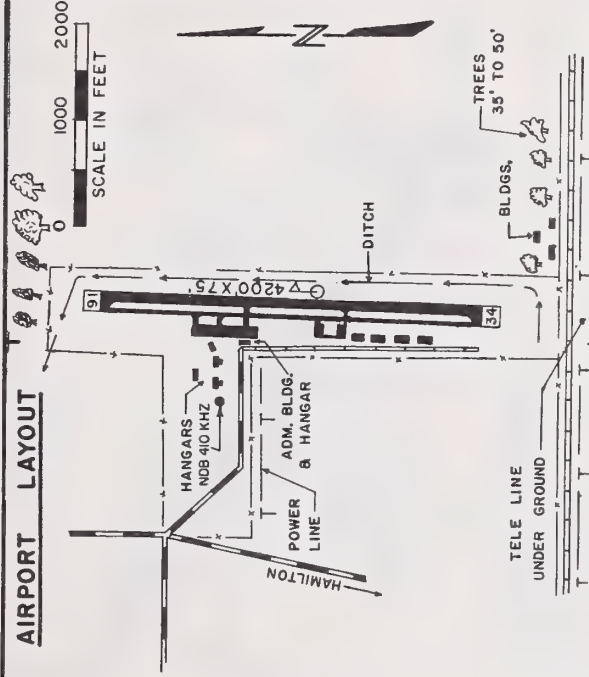 AIRPORT LAYOUT
0 1000 2000
SCALE IN FEET
N
16
4200' X 75'
DITCH
HANGARS
NDB 410 KHZ
ADM. BLDG.
& HANGAR
POWER
LINE
HAMILTON
34
TREES
35' TO 50'
BLDGS.
TELE LINE
UNDER GROUND